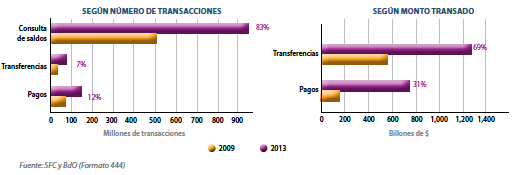 SEGÚN NÚMERO DE TRANSACCIONES
Consulta
de saldos
83%
Transferencias
7%
Pagos
12%
0 100 200 300 400 500 600 700 800 900
Millones de transacciones
SEGÚN MONTO TRANSADO
Transferencias
69%
Pagos
31%
0 200 400 600 800 1,000 1,200 1,400
Billones de $
2009 2013
Fuente: SFC y BdO (Formato 444)